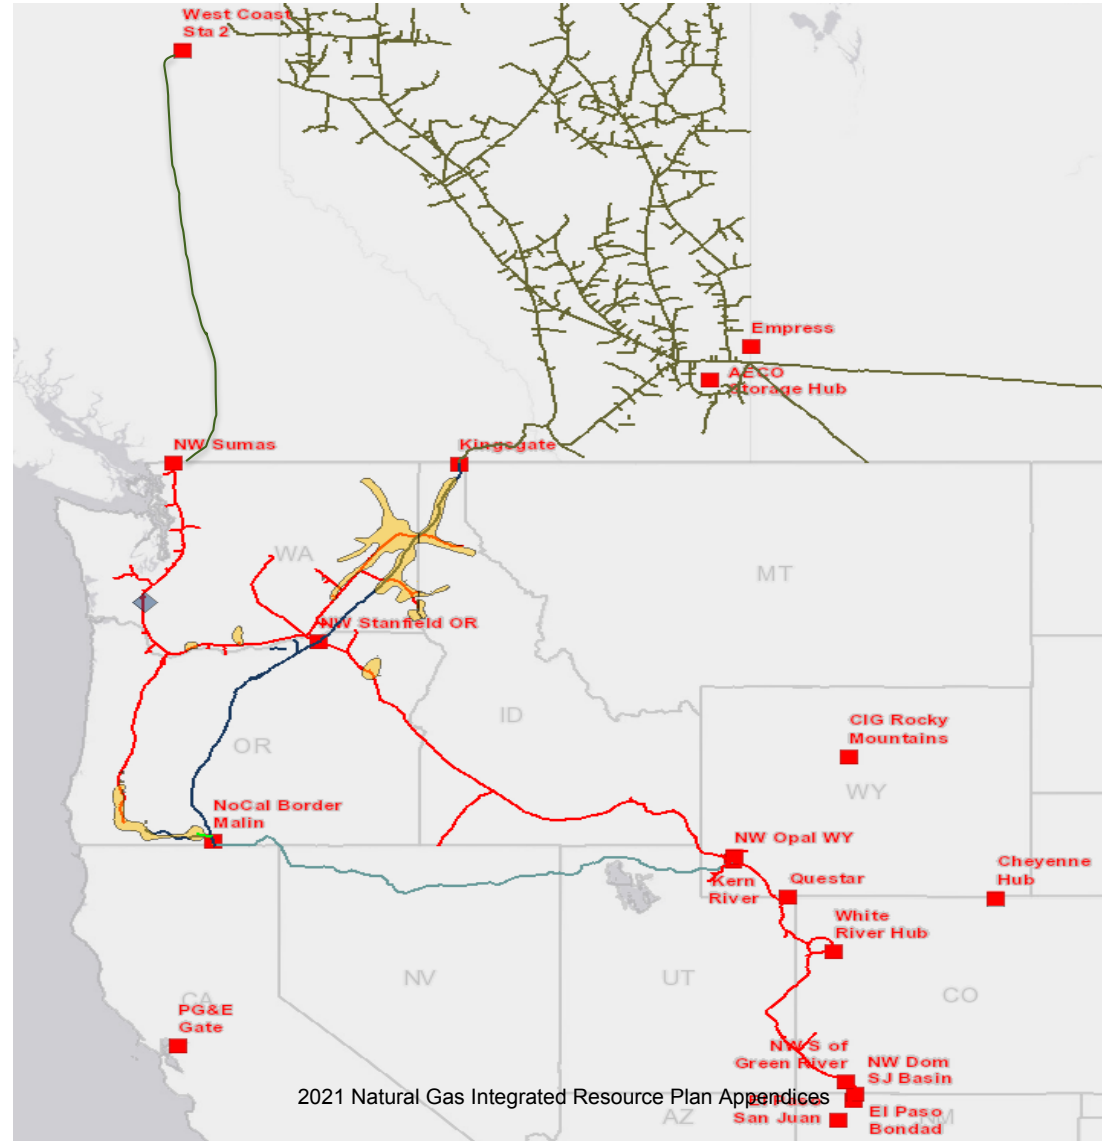 West Coast
Sta 2
Empress
AECO
Storage Hub
NW Sumas
Kingsgate
WA
MT
NW Stanfield OR
ID
OR
CIG Rocky
Mountains
WY
NoCal Border
Malin
NW Opal WY
Kern
River
Questar
Cheyenne
Hub
White
River Hub
NV
UT
CO
CA
PG&E
Gate
NW S of
Green River
NW Dom
SJ Basin
2021 Natural Gas Integrated Resource Plan Appendices
El Paso
San Juan
El Paso
Bondad
AZ
NM